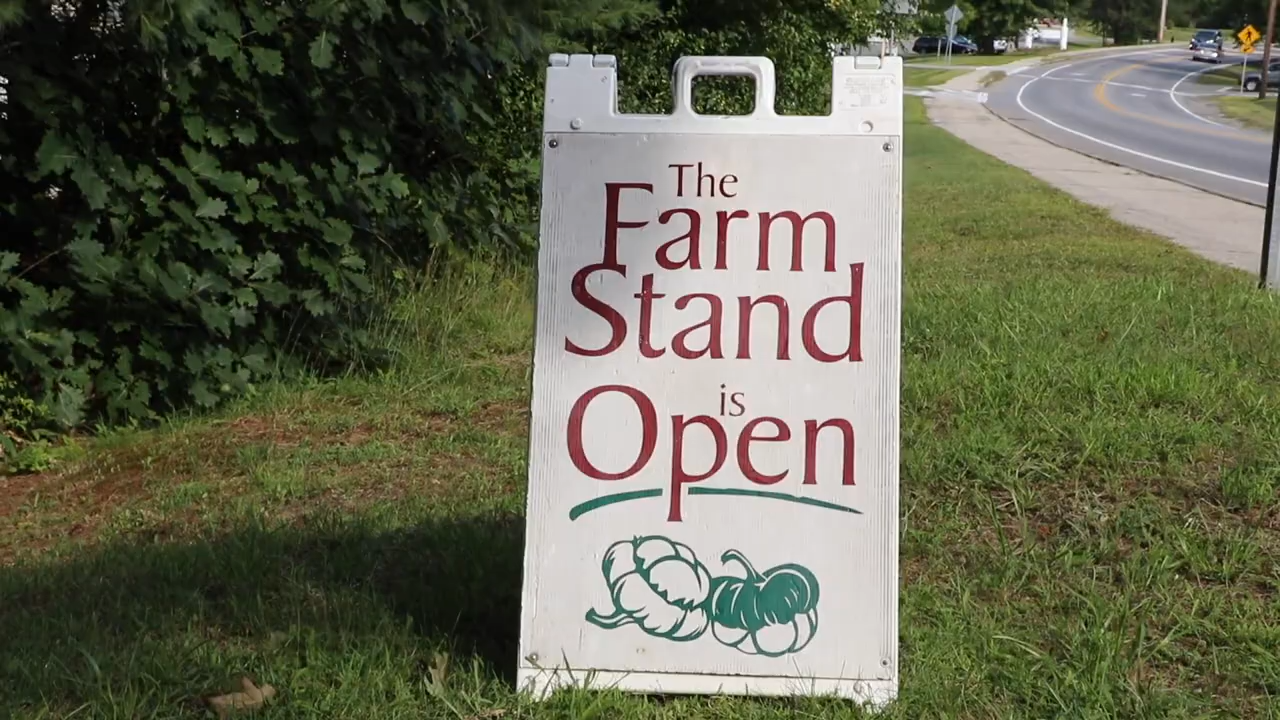 The
Farm
Stand
is
Open